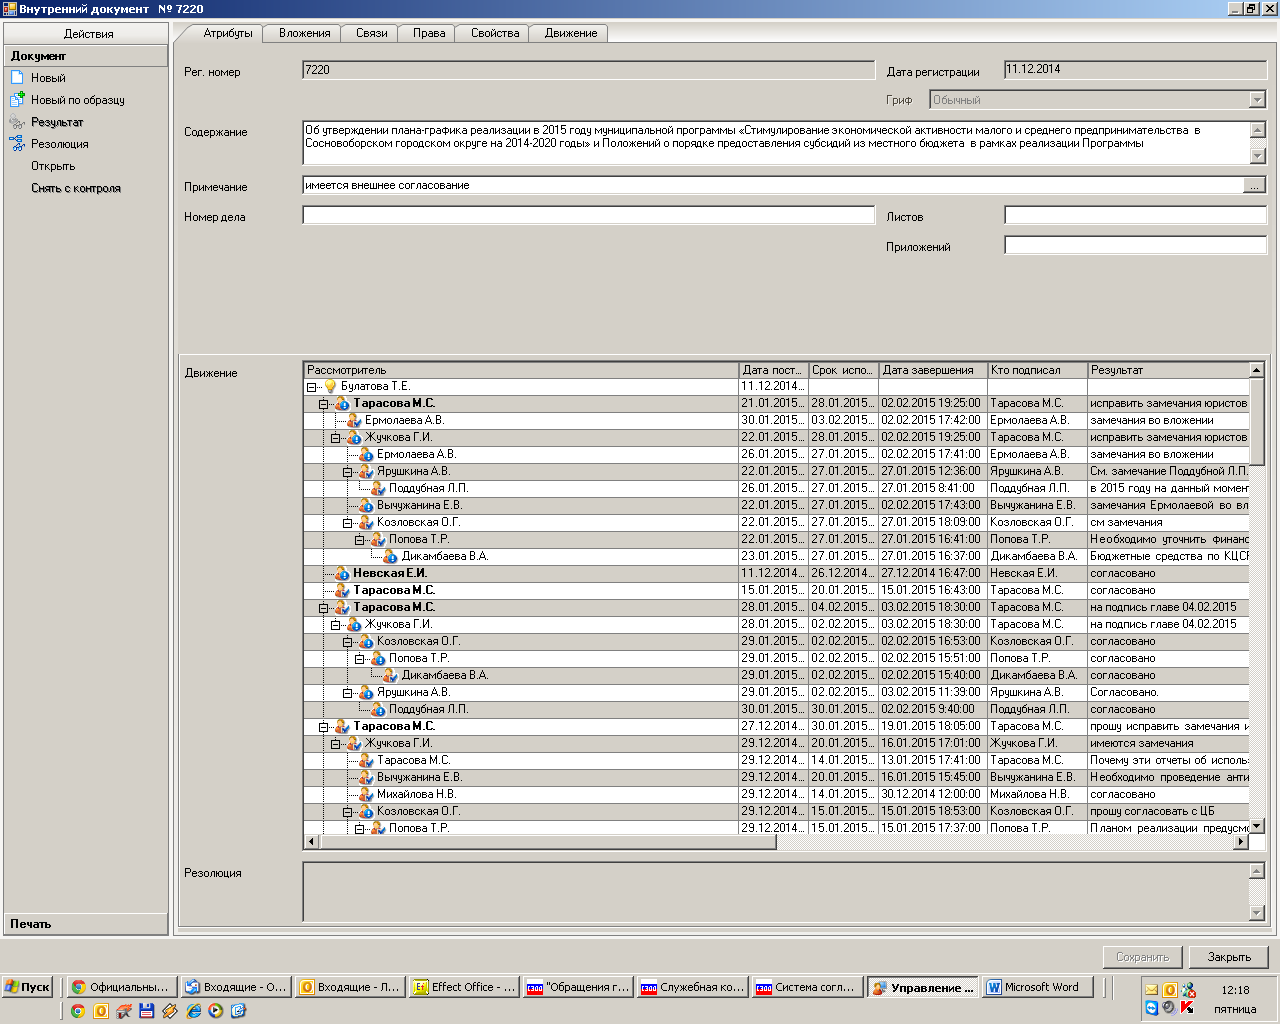 Внутренний документ № 7220
Действия
Документ
Новый
Новый по образцу
Результат
Резолюция
Открыть
Снять с контроля
Печать
Атрибуты Вложения Связи Права Свойства Движение
Рег. номер 7220 Дата регистрации 11.12.2014
Гриф Обычный
Содержание Об утверждении плана-графика реализации в 2015 году муниципальной программы «Стимулирование экономической активности малого и среднего предпринимательства в
Сосновоборском городском округе на 2014-2020 годы» и Положений о порядке предоставления субсидий из местного бюджета в рамках реализации Программы
Примечание имеется внешнее согласование ...
Номер дела Листов
Приложений
Движение
Рассмотритель Дата пост... Срок испо... Дата завершения Кто подписал Результат
Булатова Т.Е. 11.12.2014...
Тарасова М.С. 21.01.2015... 28.01.2015... 02.02.2015 19:25:00 Тарасова М.С. исправить замечания юристов
Ермолаева А.В. 30.01.2015... 03.02.2015... 02.02.2015 17:42:00 Ермолаева А.В. замечания во вложении
Жучкова Г.И. 22.01.2015... 28.01.2015... 02.02.2015 19:25:00 Тарасова М.С. исправить замечания юристов
Ермолаева А.В. 26.01.2015... 27.01.2015... 02.02.2015 17:41:00 Ермолаева А.В. замечания во вложении
Ярушкина А.В. 22.01.2015... 27.01.2015... 27.01.2015 12:36:00 Ярушкина А.В. См. замечание Поддубной Л.П.
Поддубная Л.П. 26.01.2015... 27.01.2015... 27.01.2015 8:41:00 Поддубная Л.П. в 2015 году на данный момент
Вычужанина Е.В. 22.01.2015... 27.01.2015... 02.02.2015 17:43:00 Вычужанина Е.В. замечания Ермолаевой во вл
Козловская О.Г. 22.01.2015... 27.01.2015... 27.01.2015 18:09:00 Козловская О.Г. см замечания
Попова Т.Р. 22.01.2015... 27.01.2015... 27.01.2015 16:41:00 Попова Т.Р. Необходимо уточнить финанс
Дикамбаева В.А. 23.01.2015... 27.01.2015... 27.01.2015 16:37:00 Дикамбаева В.А. Бюджетные средства по КЦСР
Невская Е.И. 11.12.2014... 26.12.2014... 27.12.2014 16:47:00 Невская Е.И. согласовано
Тарасова М.С. 15.01.2015... 20.01.2015... 15.01.2015 16:43:00 Тарасова М.С. согласовано
Тарасова М.С. 28.01.2015... 04.02.2015... 03.02.2015 18:30:00 Тарасова М.С. на подпись главе 04.02.2015
Жучкова Г.И. 28.01.2015... 02.02.2015... 03.02.2015 18:30:00 Тарасова М.С. на подпись главе 04.02.2015
Козловская О.Г. 29.01.2015... 02.02.2015... 02.02.2015 16:53:00 Козловская О.Г. согласовано
Попова Т.Р. 29.01.2015... 02.02.2015... 02.02.2015 15:51:00 Попова Т.Р. согласовано
Дикамбаева В.А. 29.01.2015... 02.02.2015... 02.02.2015 15:40:00 Дикамбаева В.А. согласовано
Ярушкина А.В. 29.01.2015... 02.02.2015... 03.02.2015 11:39:00 Ярушкина А.В. Согласовано.
Поддубная Л.П. 30.01.2015... 30.01.2015... 02.02.2015 9:40:00 Поддубная Л.П. согласовано
Тарасова М.С. 27.12.2014... 30.01.2015... 19.01.2015 18:05:00 Тарасова М.С. прошу исправить замечания и
Жучкова Г.И. 29.12.2014... 20.01.2015... 16.01.2015 17:01:00 Жучкова Г.И. имеются замечания
Тарасова М.С. 29.12.2014... 14.01.2015... 13.01.2015 17:41:00 Тарасова М.С. Почему эти отчеты об исполь
Вычужанина Е.В. 29.12.2014... 20.01.2015... 16.01.2015 15:45:00 Вычужанина Е.В. Необходимо проведение анти
Михайлова Н.В. 29.12.2014... 14.01.2015... 30.12.2014 12:00:00 Михайлова Н.В. согласовано
Козловская О.Г. 29.12.2014... 15.01.2015... 15.01.2015 18:53:00 Козловская О.Г. прошу согласовать с ЦБ
Попова Т.Р. 29.12.2014... 15.01.2015... 15.01.2015 17:37:00 Попова Т.Р. Планом реализации предусмо
Резолюция
Сохранить Закрыть
Пуск Официальны... Входящие - О... Входящие - Л... Effect Office - ... "Обращения г... Служебная ко... Система согл... Управление ... Microsoft Word 12:18
пятница